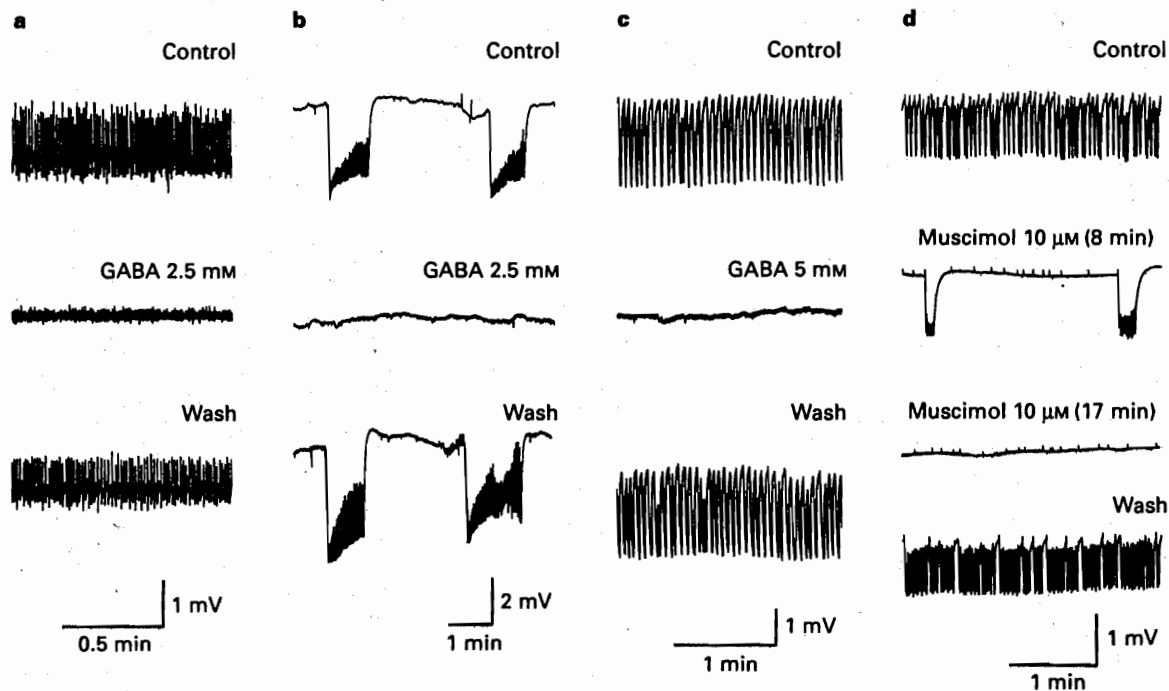 a
Control
GABA 2.5 mM
Wash
1 mV
0.5 min
b
Control
GABA 2.5 mM
Wash
2 mV
1 min
c
Control
GABA 5 mM
Wash
1 mV
1 min
d
Control
Muscimol 10 μM (8 min)
Muscimol 10 μM (17 min)
Wash
1 mV
1 min